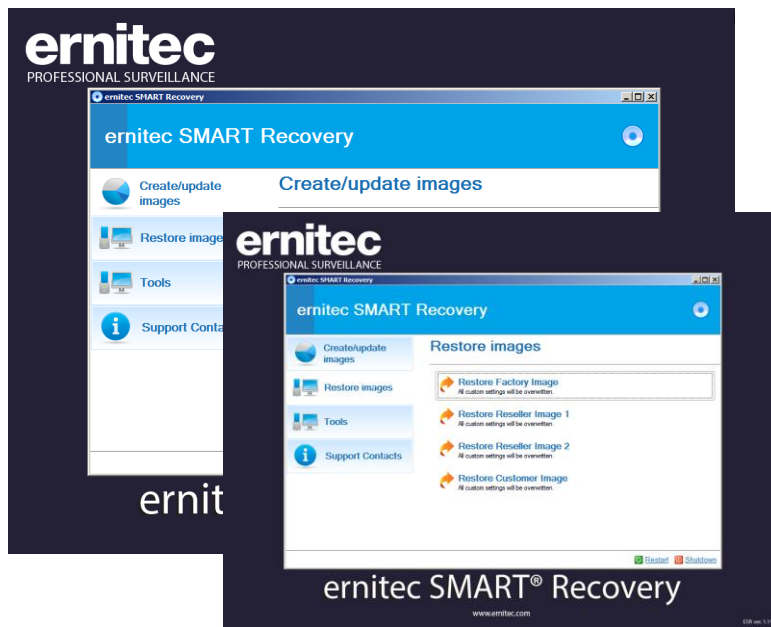 ernitec
PROFESSIONAL SURVEILLANCE
ernitec SMART Recovery
ernitec SMART Recovery
Create/update
images
Restore image
Tools
Support Conta
Create/update images
ernit
ernitec
PROFESSIONAL SURVEILLANCE
ernitec SMART Recovery
ernitec SMART Recovery
Create/update
images
Restore images
Tools
Support Contacts
Restore images
Restore Factory Image
All custom settings will be overwritten.
Restore Reseller Image 1
All custom settings will be overwritten.
Restore Reseller Image 2
All custom settings will be overwritten.
Restore Customer Image
All custom settings will be overwritten.
Restart Shutdown
ernitec SMART® Recovery
www.ernitec.com
ESR ver. 1.1